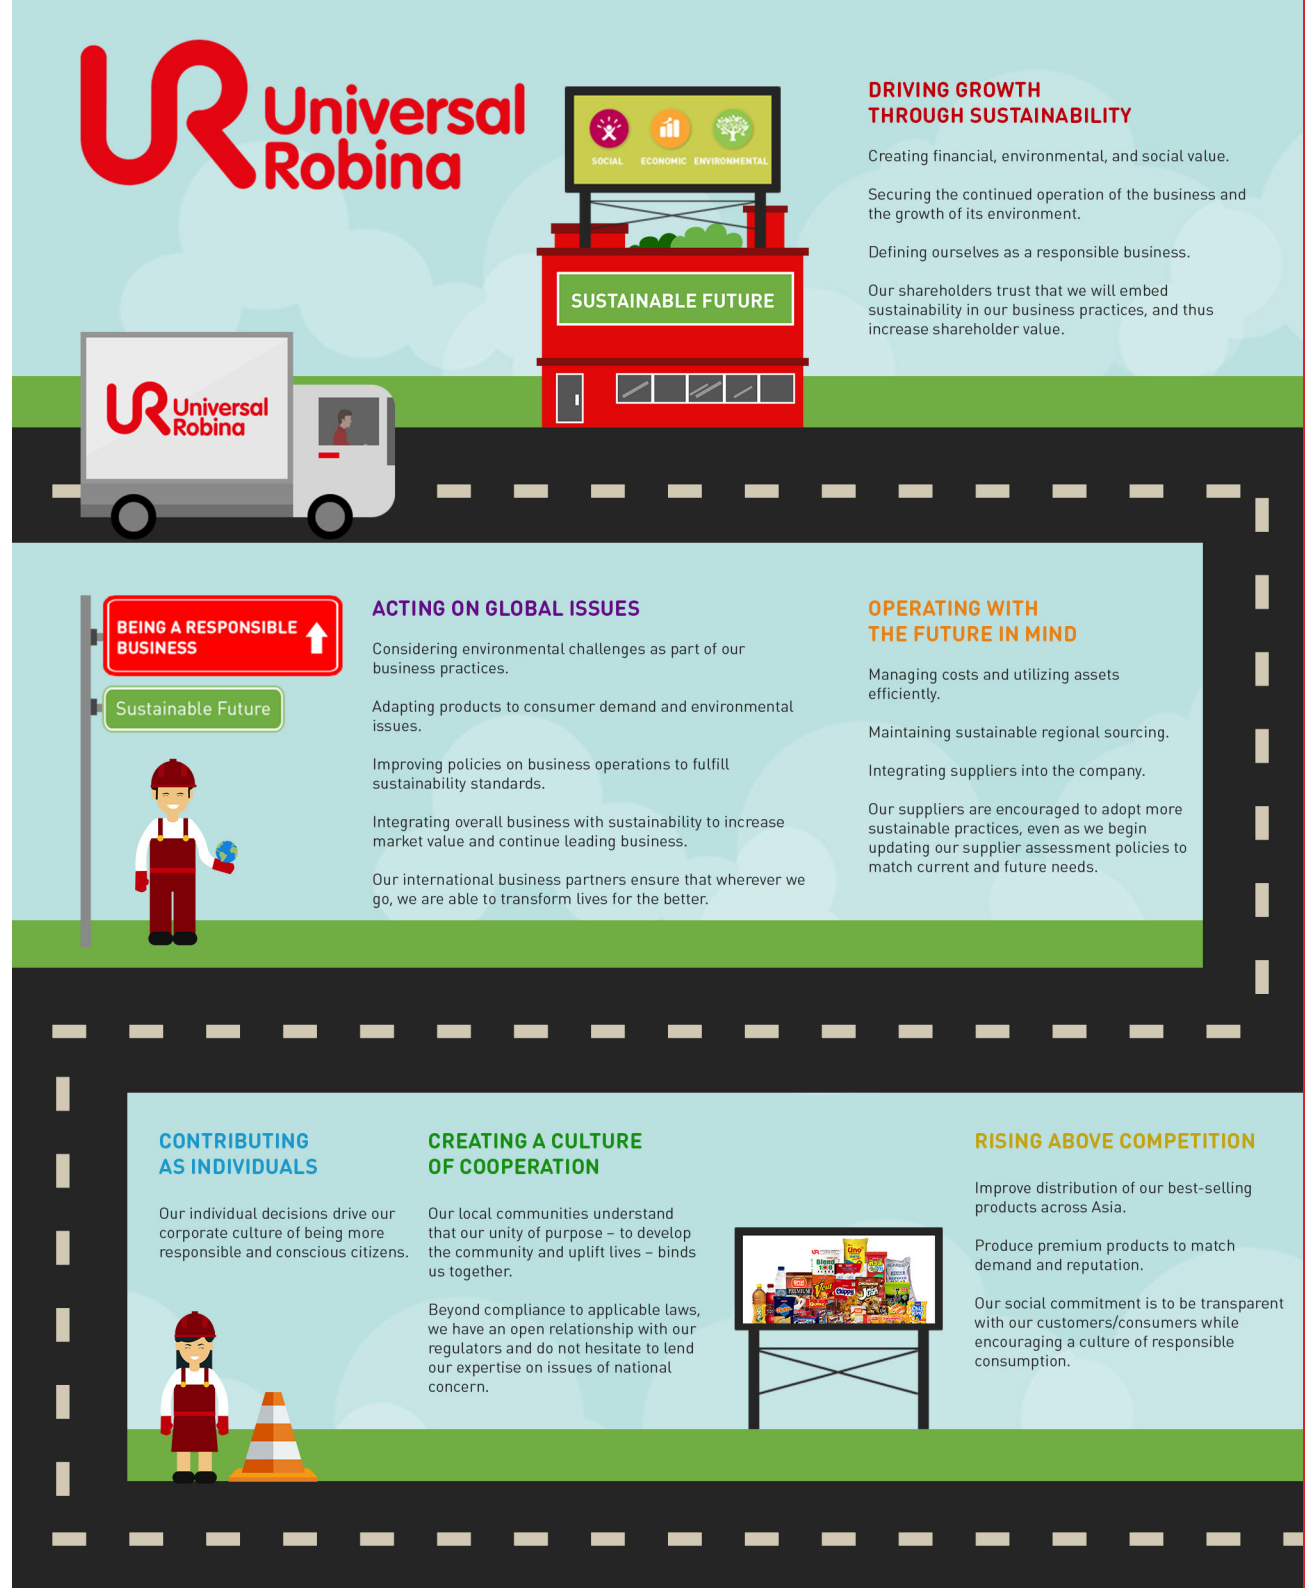 Universal
Robina
SOCIAL ECONOMIC ENVIRONMENTAL
SUSTAINABLE FUTURE
DRIVING GROWTH
THROUGH SUSTAINABILITY
Creating financial, environmental, and social value.
Securing the continued operation of the business and
the growth of its environment.
Defining ourselves as a responsible business.
Our shareholders trust that we will embed
sustainability in our business practices, and thus
increase shareholder value.
Universal
Robina
BEING A RESPONSIBLE
BUSINESS
Sustainable Future
ACTING ON GLOBAL ISSUES
Considering environmental challenges as part of our
business practices.
Adapting products to consumer demand and environmental
issues.
Improving policies on business operations to fulfill
sustainability standards.
Integrating overall business with sustainability to increase
market value and continue leading business.
Our international business partners ensure that wherever we
go, we are able to transform lives for the better.
OPERATING WITH
THE FUTURE IN MIND
Managing costs and utilizing assets
efficiently.
Maintaining sustainable regional sourcing.
Integrating suppliers into the company.
Our suppliers are encouraged to adopt more
sustainable practices, even as we begin
updating our supplier assessment policies to
match current and future needs.
CONTRIBUTING
AS INDIVIDUALS
Our individual decisions drive our
corporate culture of being more
responsible and conscious citizens.
CREATING A CULTURE
OF COOPERATION
Our local communities understand
that our unity of purpose – to develop
the community and uplift lives – binds
us together.
Beyond compliance to applicable laws,
we have an open relationship with our
regulators and do not hesitate to lend
our expertise on issues of national
concern.
Uno
Blend
PREMIUM
RISING ABOVE COMPETITION
Improve distribution of our best-selling
products across Asia.
Produce premium products to match
demand and reputation.
Our social commitment is to be transparent
with our customers/consumers while
encouraging a culture of responsible
consumption.